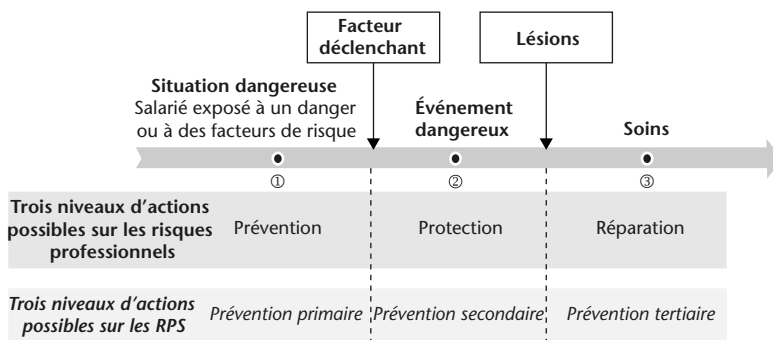 Facteur
déclenchant
Lésions
Situation dangereuse
Salarié exposé à un danger
ou à des facteurs de risque
Événement
dangereux
Soins
①
②
③
Trois niveaux d'actions
possibles sur les risques
professionnels
Prévention
Protection
Réparation
Trois niveaux d'actions
possibles sur les RPS
Prévention primaire
Prévention secondaire
Prévention tertiaire